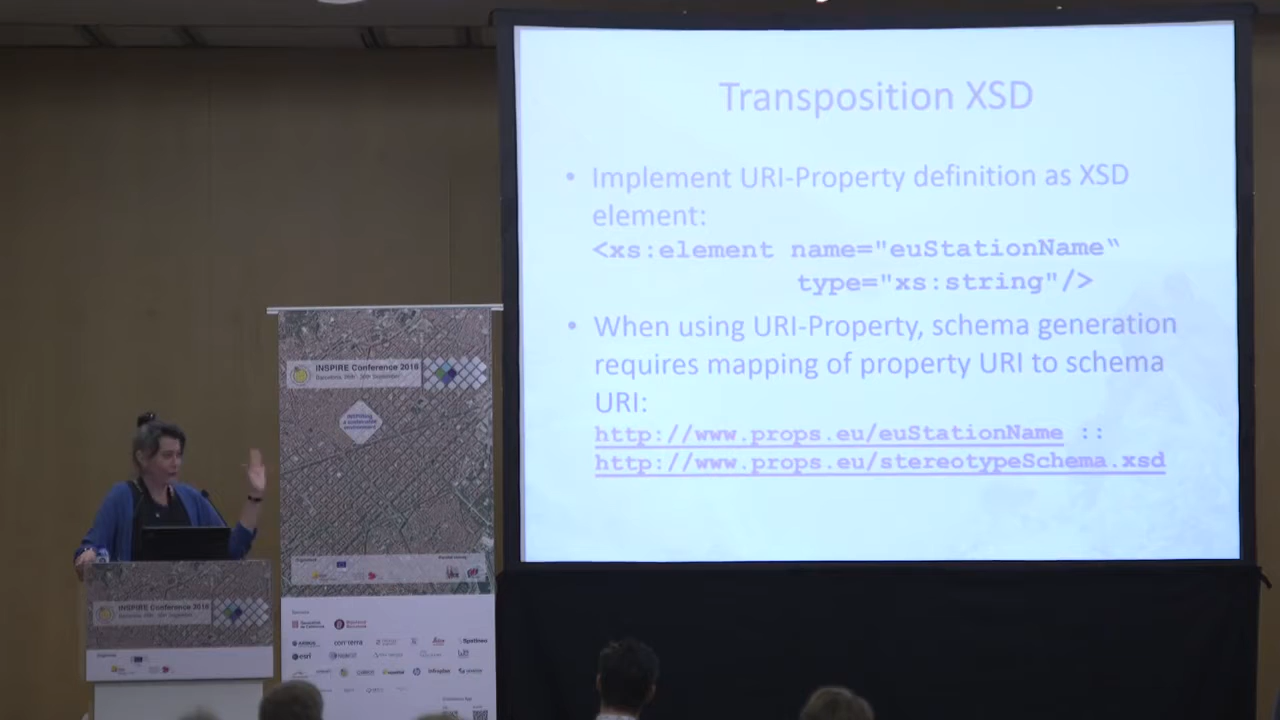 Transposition XSD
• Implement URI-Property definition as XSD
element:
<xs:element name="euStationName“
type="xs:string"/>
• When using URI-Property, schema generation
requires mapping of property URI to schema
URI:
http://www.props.eu/euStationName ::
http://www.props.eu/stereotypeSchema.xsd
INSPIRE Conference 2016
INSPIRE Conference 2016
esri